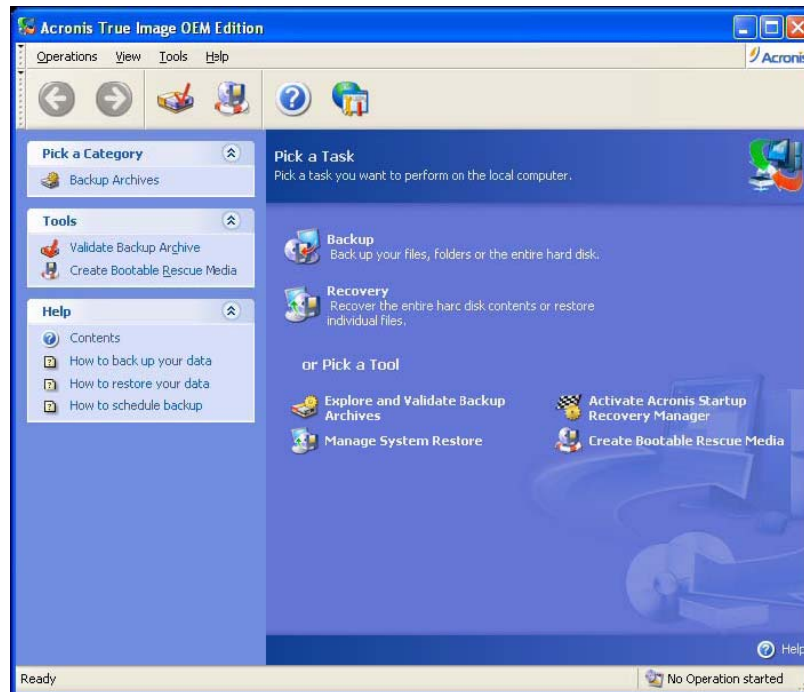 Acronis True Image OEM Edition
Operations View Tools Help
Acronis
Pick a Category
Backup Archives
Tools
Validate Backup Archive
Create Bootable Rescue Media
Help
Contents
How to back up your data
How to restore your data
How to schedule backup
Pick a Task
Pick a task you want to perform on the local computer.
Backup
Back up your files, folders or the entire hard disk.
Recovery
Recover the entire harc disk contents or restore
individual files.
or Pick a Tool
Explore and Validate Backup
Archives
Manage System Restore
Activate Acronis Startup
Recovery Manager
Create Bootable Rescue Media
Help
Ready
No Operation started